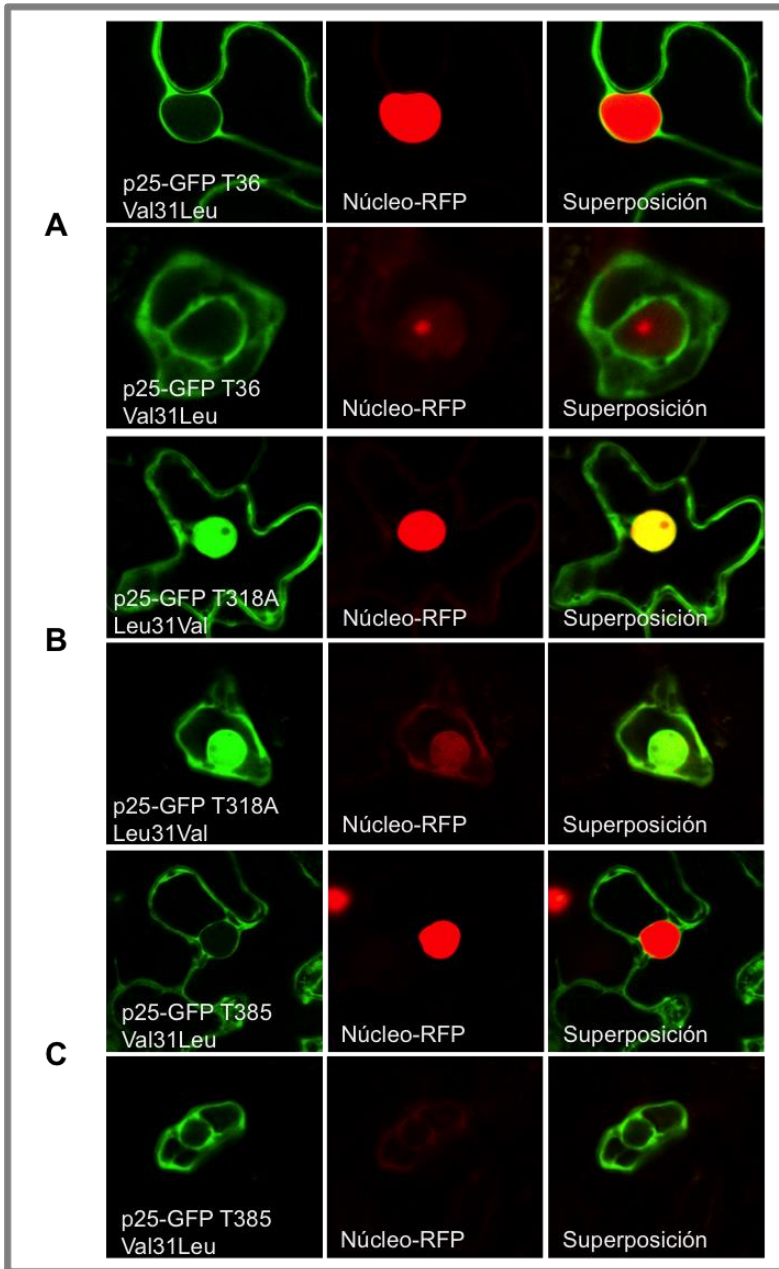 A
p25-GFP T36
Val31Leu
Núcleo-RFP
Superposición
p25-GFP T36
Val31Leu
Núcleo-RFP
Superposición
B
p25-GFP T318A
Leu31Val
Núcleo-RFP
Superposición
p25-GFP T318A
Leu31Val
Núcleo-RFP
Superposición
C
p25-GFP T385
Val31Leu
Núcleo-RFP
Superposición
p25-GFP T385
Val31Leu
Núcleo-RFP
Superposición